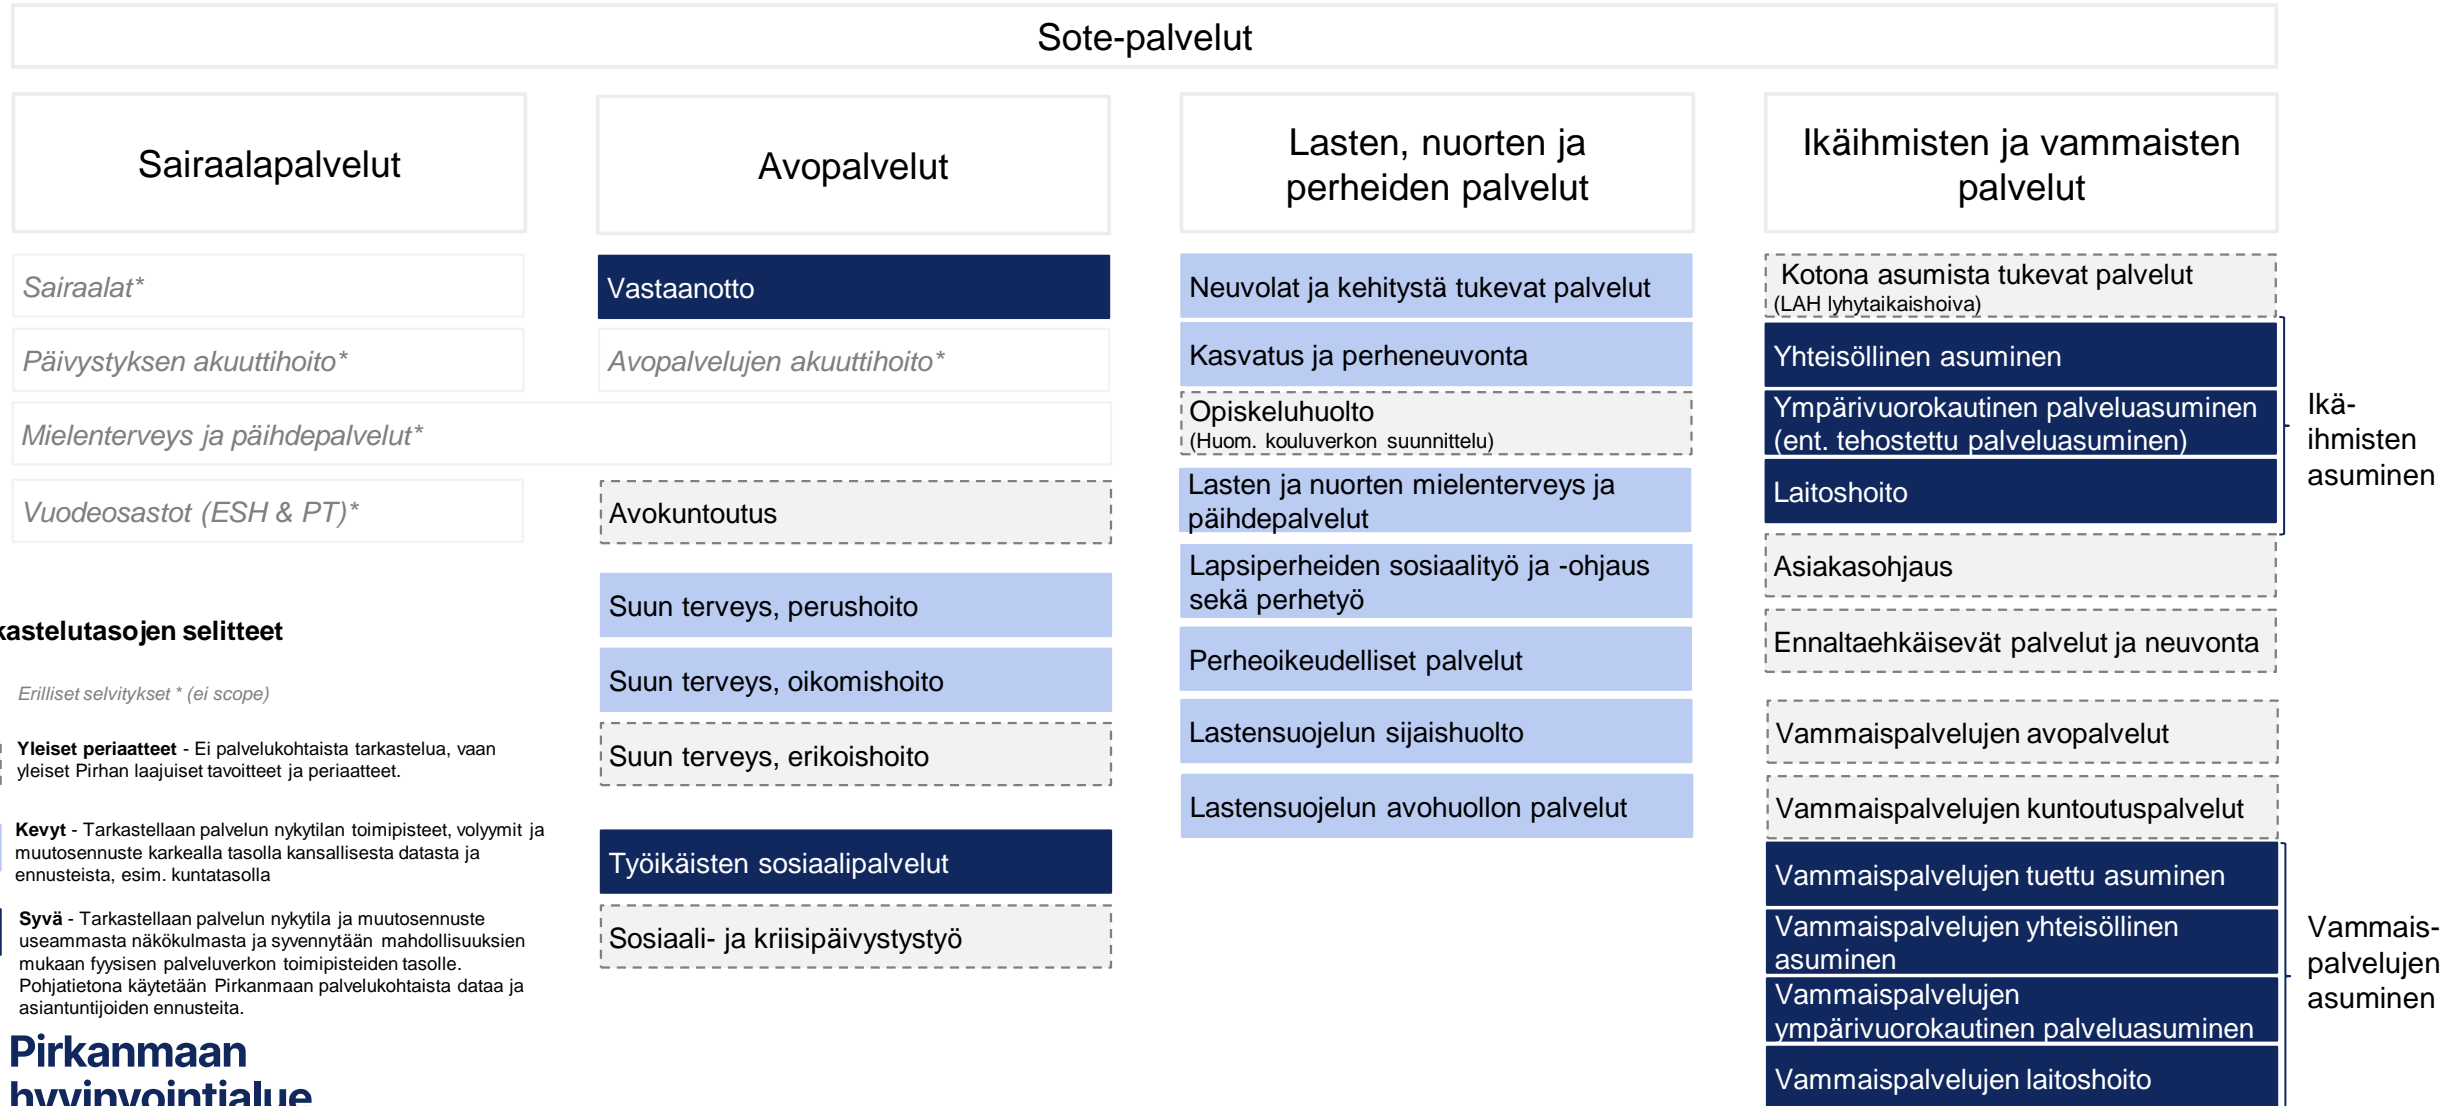 Sote-palvelut
Sairaalapalvelut
Sairaalat*
Päivystyksen akuuttihoito*
Mielenterveys ja päihdepalvelut*
Vuodeosastot (ESH & PT)*
Avopalvelut
Vastaanotto
Avopalvelujen akuuttihoito*
Avokuntoutus
Suun terveys, perushoito
Suun terveys, oikomishoito
Suun terveys, erikoishoito
Työikäisten sosiaalipalvelut
Sosiaali- ja kriisipäivystystyö
Lasten, nuorten ja
perheiden palvelut
Neuvolat ja kehitystä tukevat palvelut
Kasvatus ja perheneuvonta
Opiskeluhuolto
(Huom. kouluverkon suunnittelu)
Lasten ja nuorten mielenterveys ja
päihdepalvelut
Lapsiperheiden sosiaalityö ja -ohjaus
sekä perhetyö
Perheoikeudelliset palvelut
Lastensuojelun sijaishuolto
Lastensuojelun avohuollon palvelut
Ikäihmisten ja vammaisten
palvelut
Kotona asumista tukevat palvelut
(LAH lyhytaikaishoiva)
Yhteisöllinen asuminen
Ympärivuorokautinen palveluasuminen
(ent. tehostettu palveluasuminen)
Laitoshoito
Ikä-
ihmisten
asuminen
Asiakasohjaus
Ennaltaehkäisevät palvelut ja neuvonta
Vammaispalvelujen avopalvelut
Vammaispalvelujen kuntoutuspalvelut
Vammaispalvelujen tuettu asuminen
Vammaispalvelujen yhteisöllinen
asuminen
Vammaispalvelujen
ympärivuorokautinen palveluasuminen
Vammaispalvelujen laitoshoito
Vammais-
palvelujen
asuminen
kastelutasojen selitteet
Erilliset selvitykset * (ei scope)
Yleiset periaatteet - Ei palvelukohtaista tarkastelua, vaan
yleiset Pirhan laajuiset tavoitteet ja periaatteet.
Kevyt - Tarkastellaan palvelun nykytilan toimipisteet, volyymit ja
muutosennuste karkealla tasolla kansallisesta datasta ja
ennusteista, esim. kuntatasolla
Syvä - Tarkastellaan palvelun nykytila ja muutosennuste
useammasta näkökulmasta ja syvennytään mahdollisuuksien
mukaan fyysisen palveluverkon toimipisteiden tasolle.
Pohjatietona käytetään Pirkanmaan palvelukohtaista dataa ja
asiantuntijoiden ennusteita.
Pirkanmaan
hyvinvointialue